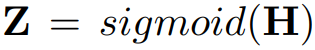 Z = sigmoid(H)